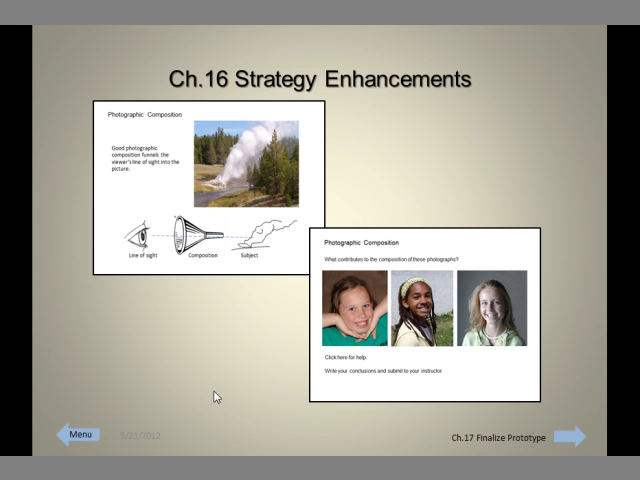 Ch.16 Strategy Enhancements
Photographic Composition
Good photographic
composition funnels the
viewer's line of sight into the
picture.
Line of sight
Composition
Subject
Photographic Composition
What contributes to the composition of these photographs?
Click here for help.
Write your conclusions and submit to your instructor.
Menu
5/23/2012
Ch.17 Finalize Prototype